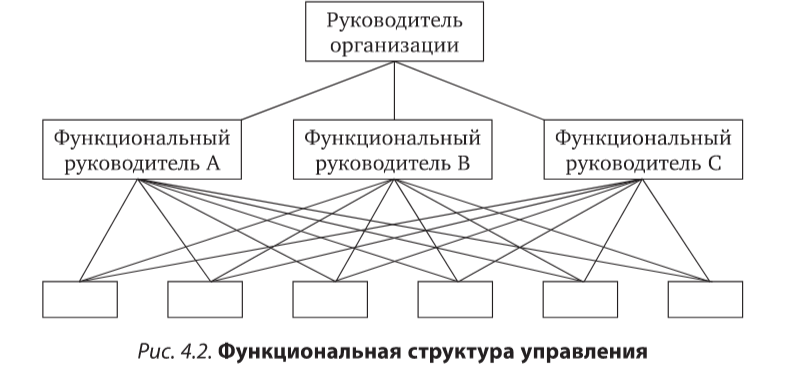 Руководитель
организации
Функциональный
руководитель А
Функциональный
руководитель В
Функциональный
руководитель С
Рис. 4.2. Функциональная структура управления